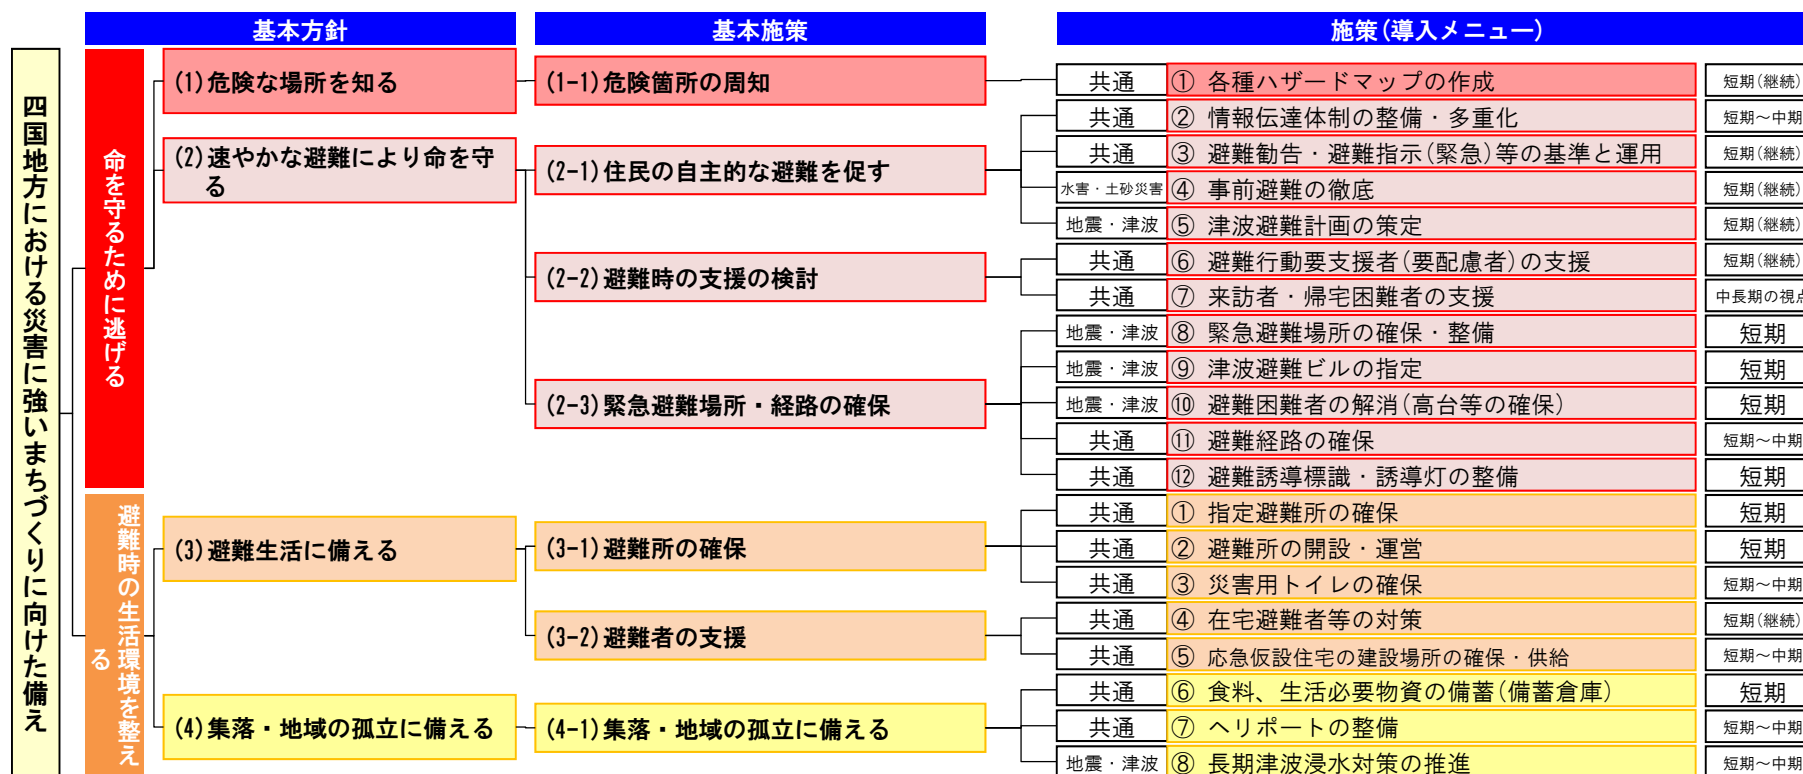 基本方針
基本施策
施策(導入メニュー)
四国地方における災害に強いまちづくりに向けた備え
命を守るために逃げる
(1)危険な場所を知る
(1-1)危険箇所の周知
共通 ① 各種ハザードマップの作成 短期(継続)
(2)速やかな避難により命を守
る
(2-1)住民の自主的な避難を促す
共通 ② 情報伝達体制の整備・多重化 短期～中期
共通 ③ 避難勧告・避難指示(緊急)等の基準と運用 短期(継続)
水害・土砂災害 ④ 事前避難の徹底 短期(継続)
地震・津波 ⑤ 津波避難計画の策定 短期(継続)
(2-2)避難時の支援の検討
共通 ⑥ 避難行動要支援者(要配慮者)の支援 短期(継続)
共通 ⑦ 来訪者・帰宅困難者の支援 中長期の視点
(2-3)緊急避難場所・経路の確保
地震・津波 ⑧ 緊急避難場所の確保・整備 短期
地震・津波 ⑨ 津波避難ビルの指定 短期
地震・津波 ⑩ 避難困難者の解消(高台等の確保) 短期
共通 ⑪ 避難経路の確保 短期～中期
共通 ⑫ 避難誘導標識・誘導灯の整備 短期
避難時の生活環境を整え
る
(3)避難生活に備える
(3-1)避難所の確保
共通 ① 指定避難所の確保 短期
共通 ② 避難所の開設・運営 短期
共通 ③ 災害用トイレの確保 短期～中期
(3-2)避難者の支援
共通 ④ 在宅避難者等の対策 短期(継続)
共通 ⑤ 応急仮設住宅の建設場所の確保・供給 短期～中期
(4)集落・地域の孤立に備える
(4-1)集落・地域の孤立に備える
共通 ⑥ 食料、生活必要物資の備蓄(備蓄倉庫) 短期
共通 ⑦ ヘリポートの整備 短期～中期
地震・津波 ⑧ 長期津波浸水対策の推進 短期～中期